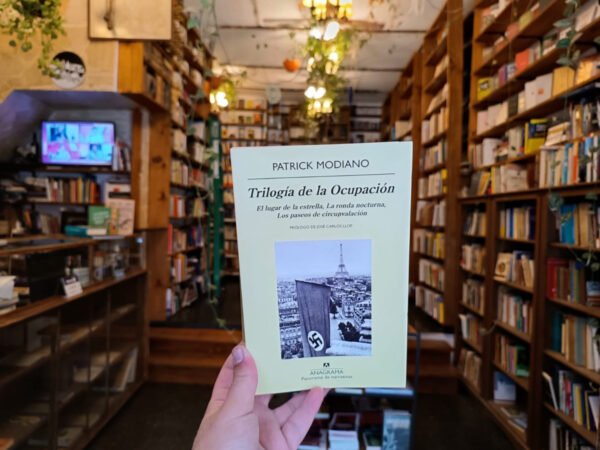 PATRICK MODIANO
Trilogía de la Ocupación
El lugar de la estrella, La ronda nocturna,
Los paseos de circunvalación
PRÓLOGO DE JOSÉ CARLOS LLOP
ANAGRAMA
Panorama de narrativas